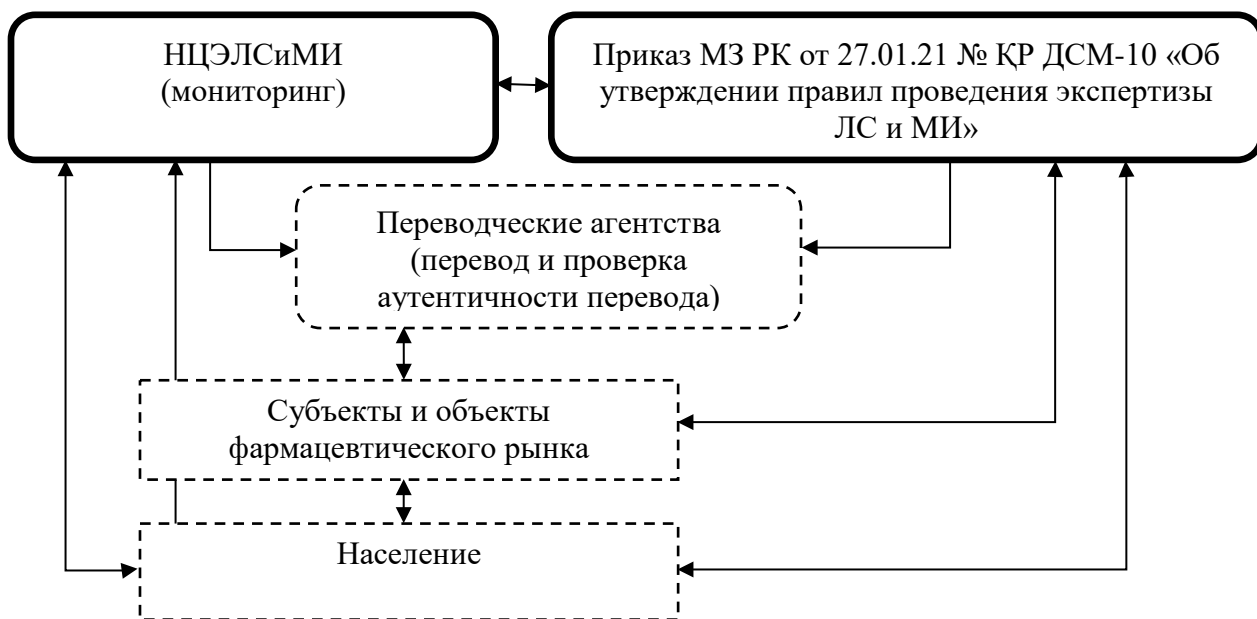 НЦЭЛСиМИ
(мониторинг)
Приказ МЗ РК от 27.01.21 № ҚР ДСМ-10 «Об
утверждении правил проведения экспертизы
ЛС и МИ»
Переводческие агентства
(перевод и проверка
аутентичности перевода)
Субъекты и объекты
фармацевтического рынка
Население